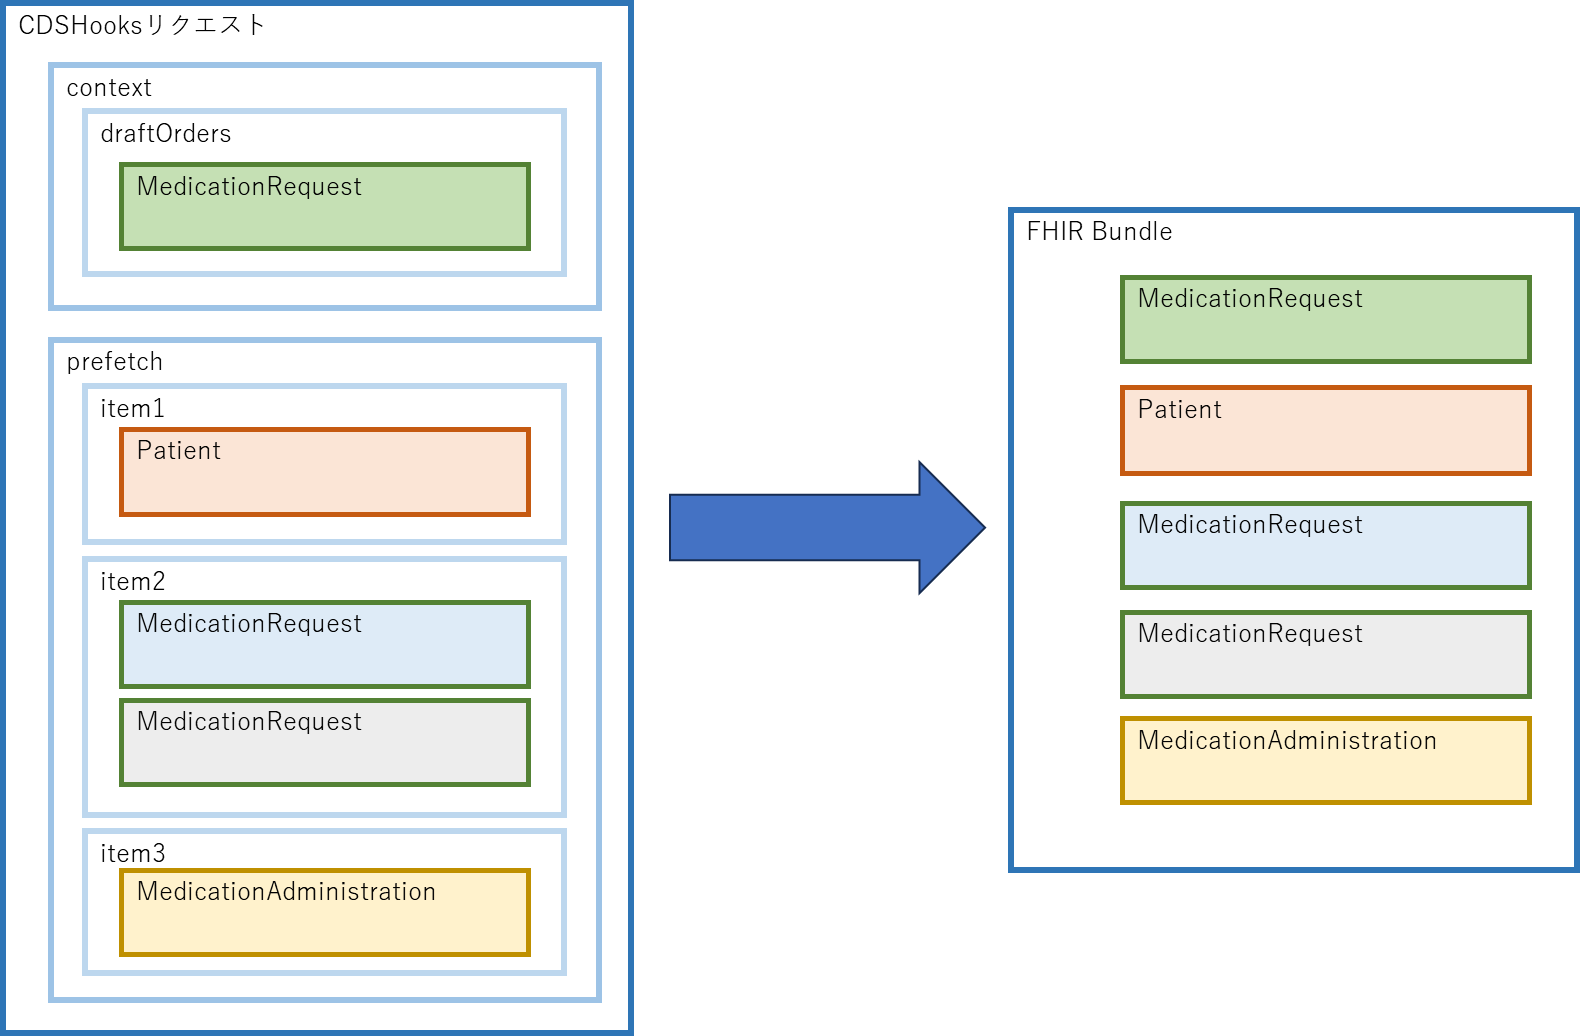 CDSHooksリクエスト
context
draftOrders
MedicationRequest
prefetch
item1
Patient
item2
MedicationRequest
MedicationRequest
item3
MedicationAdministration
FHIR Bundle
MedicationRequest
Patient
MedicationRequest
MedicationRequest
MedicationAdministration